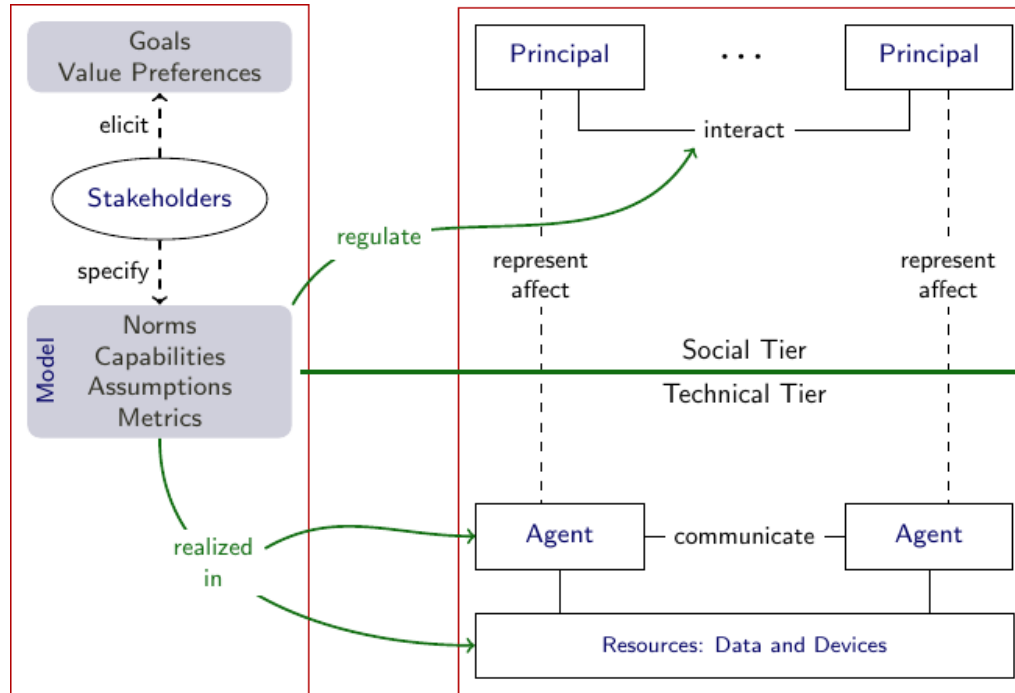 Goals
Value Preferences
elicit
Stakeholders
specify
Model
Norms
Capabilities
Assumptions
Metrics
regulate
realized
in
Principal
...
Principal
interact
represent
affect
represent
affect
Social Tier
Technical Tier
Agent
communicate
Agent
Resources: Data and Devices